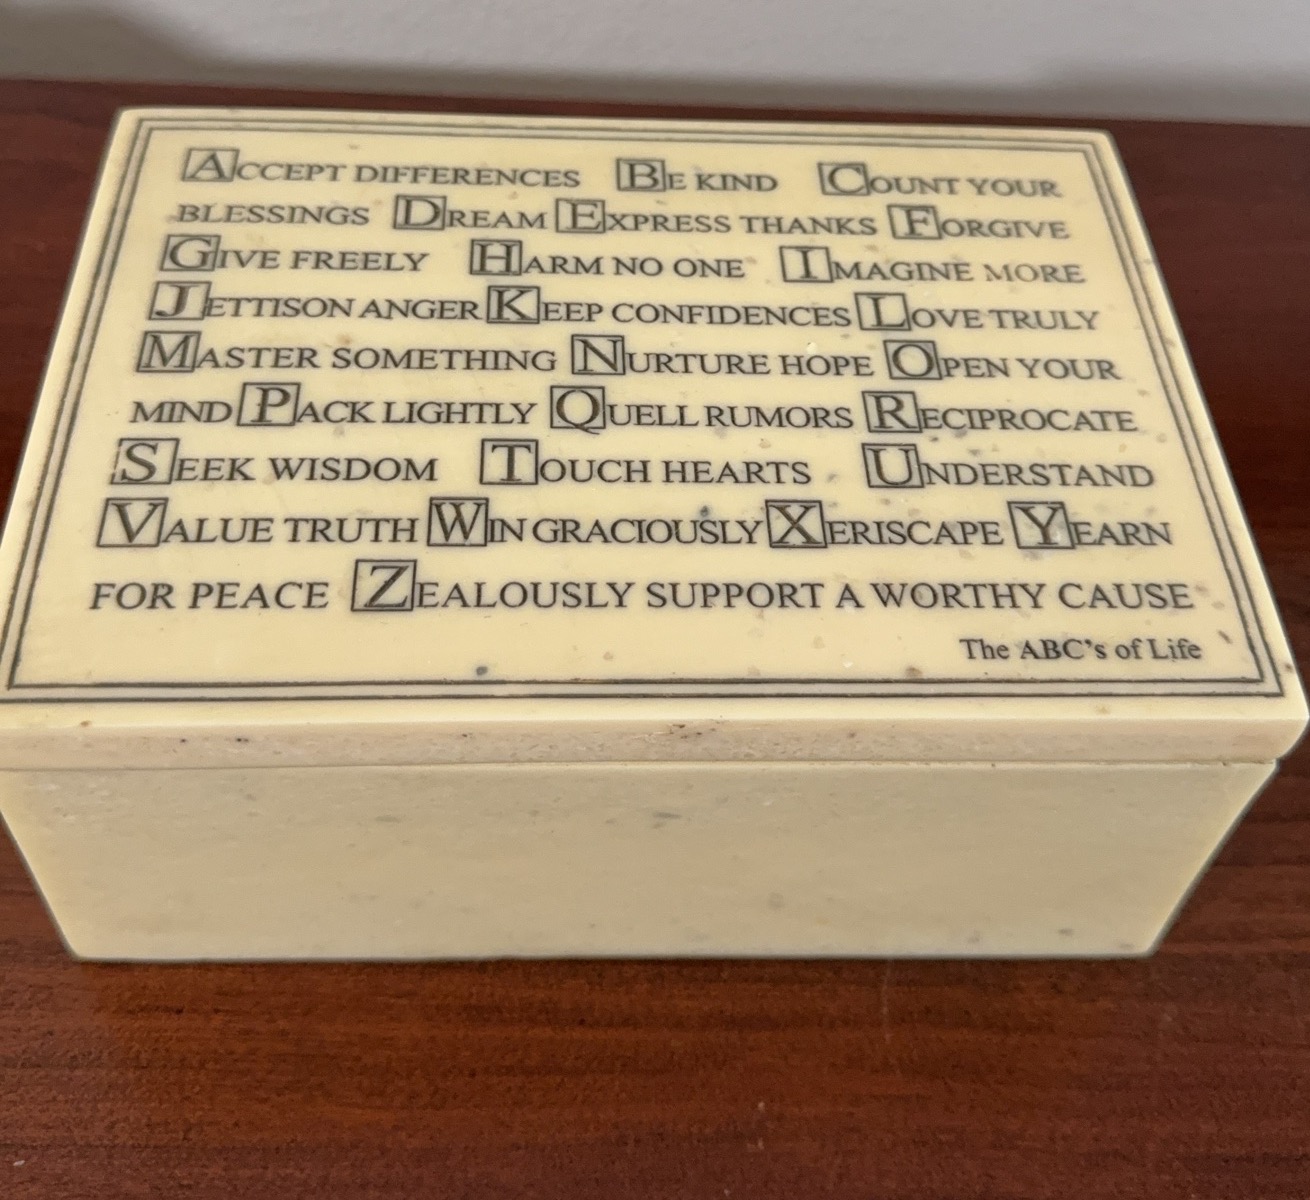 ACCEPT DIFFERENCES BE KIND COUNT YOUR
BLESSINGS DREAM EXPRESS THANKS FORGIVE
GIVE FREELY HARM NO ONE IMAGINE MORE
JETTISON ANGER KEEP CONFIDENCES LOVE TRULY
MASTER SOMETHING NURTURE HOPE OPEN YOUR
MIND PACK LIGHTLY QUELL RUMORS RECIPROCATE
SEEK WISDOM TOUCH HEARTS UNDERSTAND
VALUE TRUTH WIN GRACIOUSLY XERISCAPE YEARN
FOR PEACE ZEALOUSLY SUPPORT A WORTHY CAUSE
The ABC's of Life